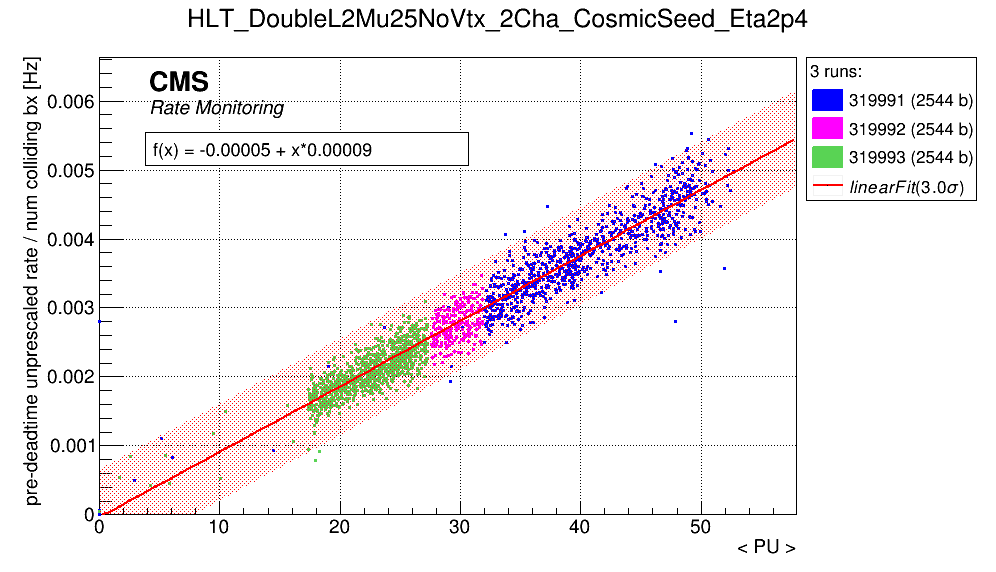 HLT_DoubleL2Mu25NoVtx_2Cha_CosmicSeed_Eta2p4
pre-deadtime unprescaled rate / num colliding bx [Hz]
CMS
Rate Monitoring
f(x) = -0.00005 + x*0.00009
3 runs:
319991 (2544 b)
319992 (2544 b)
319993 (2544 b)
linearFit(3.0σ)
0.006
0.005
0.004
0.003
0.002
0.001
0
0 10 20 30 40 50
< PU >